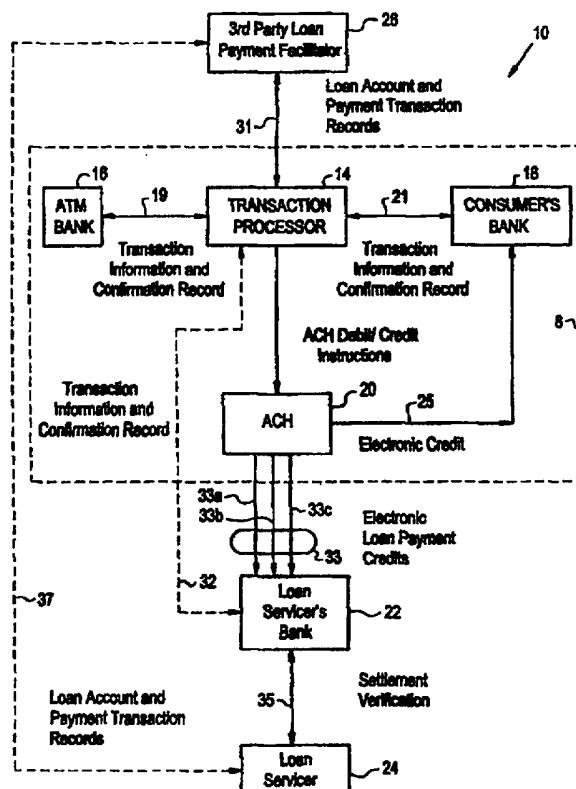 3rd Party Loan
Payment Facilitator
26
10
Loan Account and
Payment Transaction
Records
31
16
14
18
ATM
BANK
19
TRANSACTION
PROCESSOR
21
CONSUMER'S
BANK
Transaction
Information and
Confirmation Record
Transaction
Information and
Confirmation Record
8
ACH Debit/ Credit
Instructions
Transaction
Information and
Confirmation Record
20
ACH
25
Electronic Credit
33a
33b
33c
33
Electronic
Loan Payment
Credits
32
37
Loan
Servicer's
Bank
22
35
Settlement
Verification
Loan Account and
Payment Transaction
Records
Loan
Servicer
24